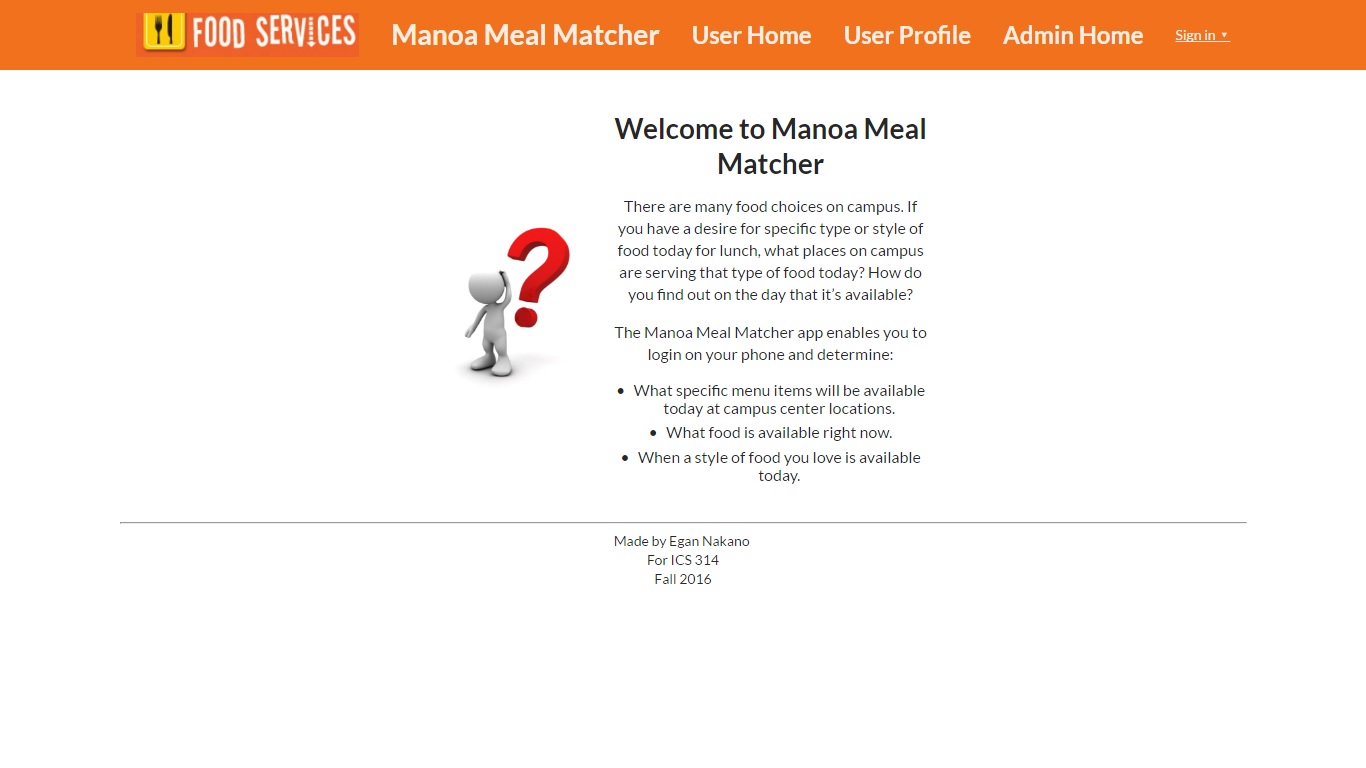 FOOD SERVICES Manoa Meal Matcher User Home User Profile Admin Home Sign in ▾
Welcome to Manoa Meal
Matcher
There are many food choices on campus. If
you have a desire for specific type or style of
food today for lunch, what places on campus
are serving that type of food today? How do
you find out on the day that it’s available?
The Manoa Meal Matcher app enables you to
login on your phone and determine:
• What specific menu items will be available
today at campus center locations.
• What food is available right now.
• When a style of food you love is available
today.
Made by Egan Nakano
For ICS 314
Fall 2016